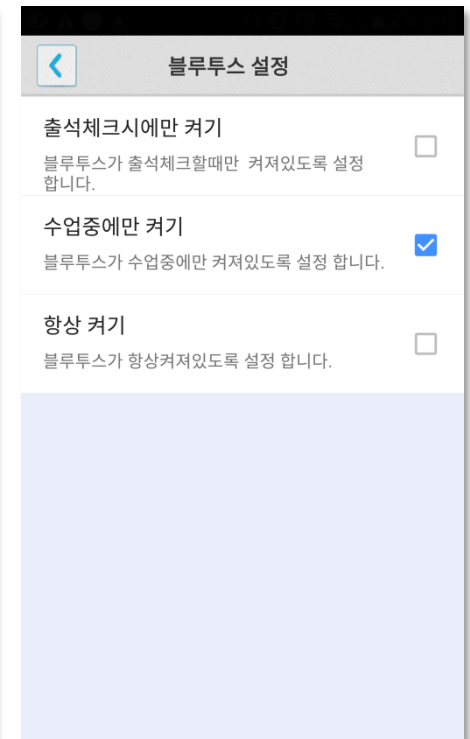 블루투스 설정
출석체크시에만 켜기
블루투스가 출석체크할때만 켜져있도록 설정
합니다.
수업중에만 켜기
블루투스가 수업중에만 켜져있도록 설정 합니다.
항상 켜기
블루투스가 항상켜져있도록 설정 합니다.